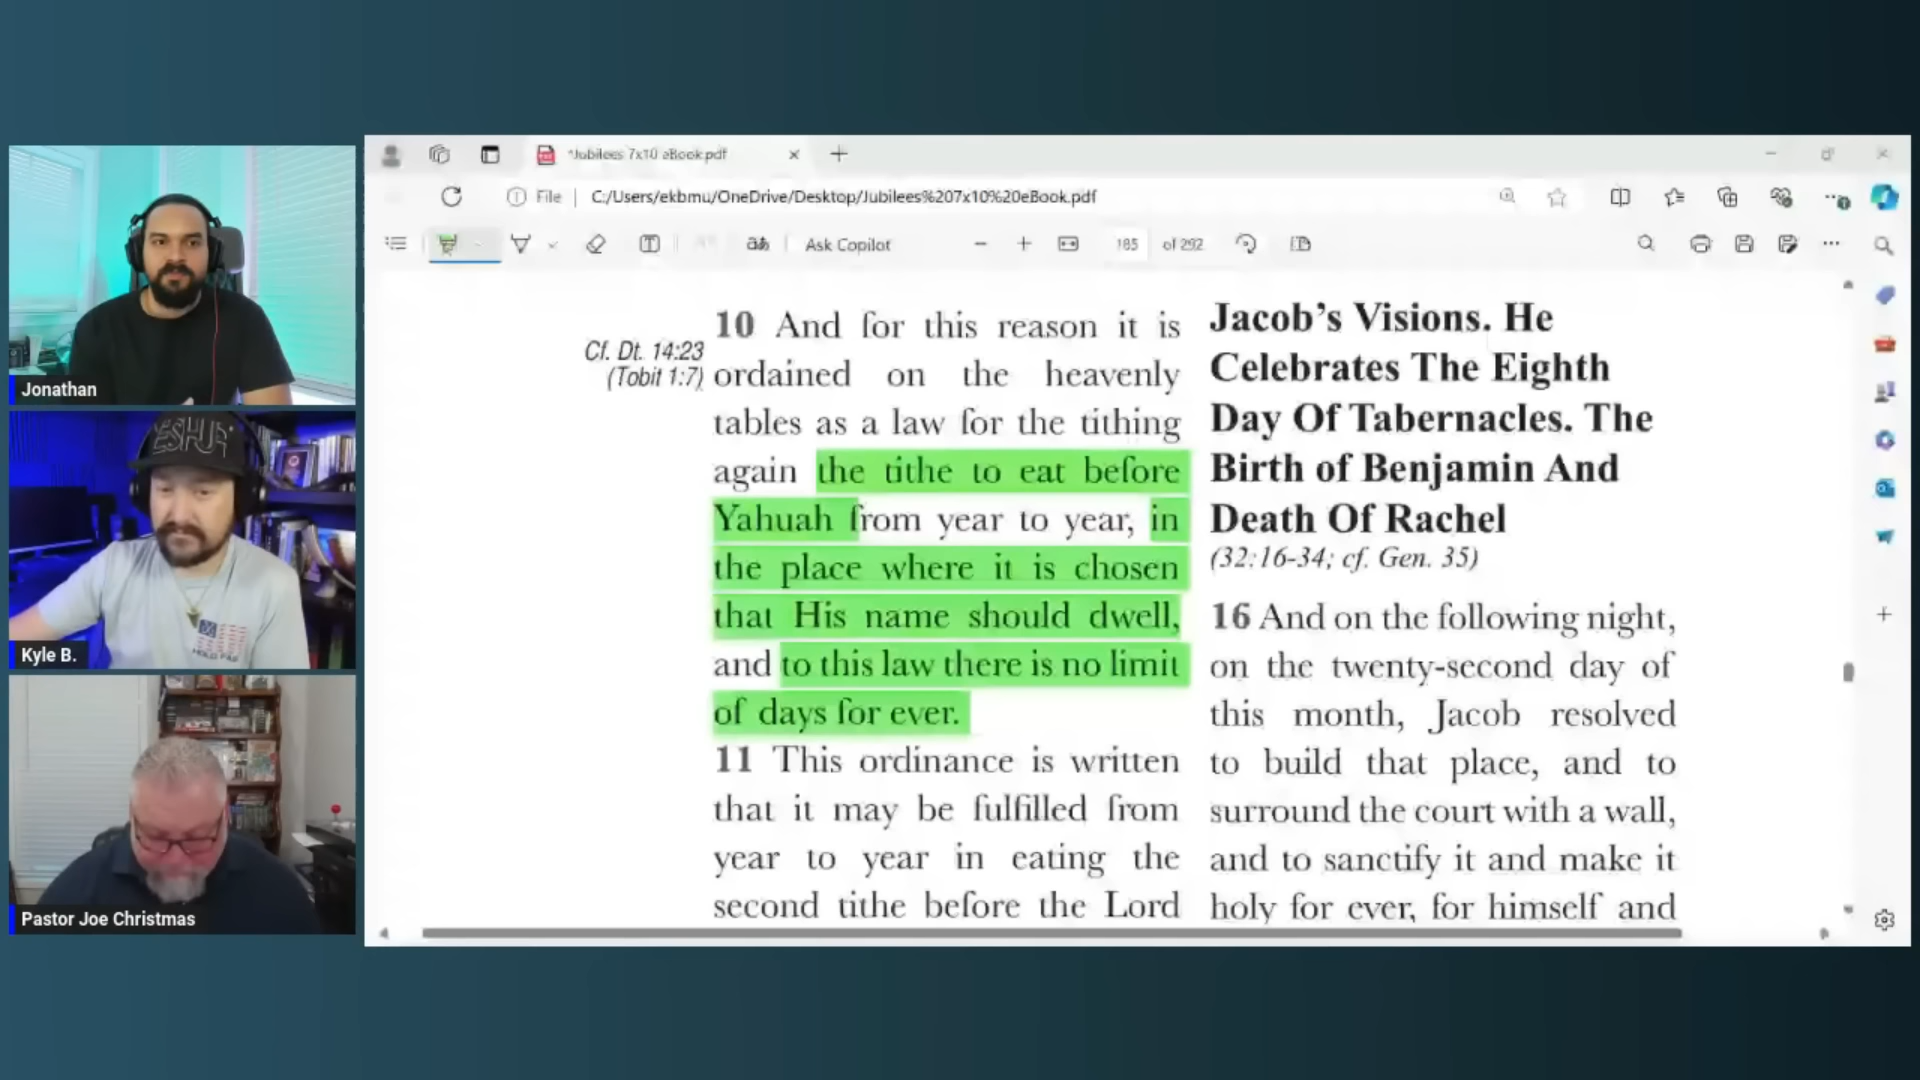 *Jubilees 7x10 eBook.pdf
File
C:/Users/ekbmu/OneDrive/Desktop/Jubilees%207x10%20eBook.pdf
Ask Copilot
185 of 292
Jonathan
Kyle B.
HOLD FAST
Pastor Joe Christmas
Cf. Dt. 14:23
(Tobit 1:7)
10 And for this reason it is
ordained on the heavenly
tables as a law for the tithing
again the tithe to eat before
Yahuah from year to year, in
the place where it is chosen
that His name should dwell,
and to this law there is no limit
of days for ever.
11 This ordinance is written
that it may be fulfilled from
year to year in eating the
second tithe before the Lord
Jacob’s Visions. He
Celebrates The Eighth
Day Of Tabernacles. The
Birth of Benjamin And
Death Of Rachel
(32:16-34; cf. Gen. 35)
16 And on the following night,
on the twenty-second day of
this month, Jacob resolved
to build that place, and to
surround the court with a wall,
and to sanctify it and make it
holy for ever, for himself and